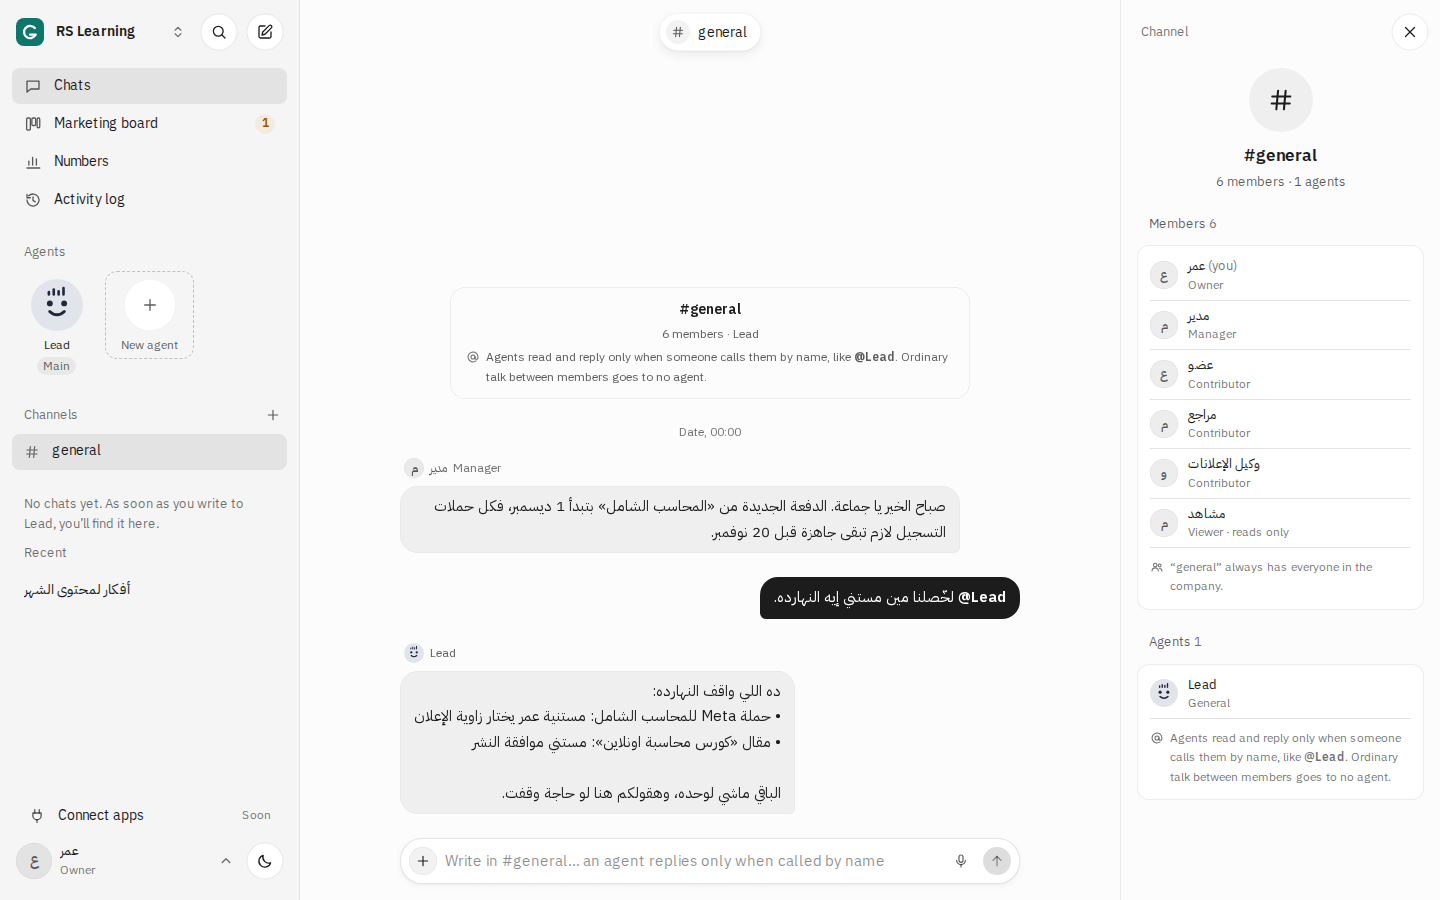 RS Learning
Chats
Marketing board
1
Numbers
Activity log
Agents
Lead
Main
New agent
Channels
general
No chats yet. As soon as you write to
Lead, you’ll find it here.
Recent
أفكار لمحتوى الشهر
Connect apps
Soon
ع
عمر
Owner
# general
#general
6 members · Lead
Agents read and reply only when someone calls them by name, like @Lead. Ordinary
talk between members goes to no agent.
Date, 00:00
م
مدير Manager
صباح الخير يا جماعة. الدفعة الجديدة من «المحاسب الشامل» بتبدأ 1 ديسمبر، فكل حملات
التسجيل لازم تبقى جاهزة قبل 20 نوفمبر.
@Lead لخّصلنا مين مستني إيه النهارده.
Lead
ده اللي واقف النهارده:
• حملة Meta للمحاسب الشامل: مستنية عمر يختار زاوية الإعلان
• مقال «كورس محاسبة اونلاين»: مستني موافقة النشر
الباقي ماشي لوحده، وهقولكم هنا لو حاجة وقفت.
Write in #general... an agent replies only when called by name
Channel
#
#general
6 members · 1 agents
Members 6
ع
عمر (you)
Owner
م
مدير
Manager
ع
عضو
Contributor
م
مراجع
Contributor
و
وكيل الإعلانات
Contributor
م
مشاهد
Viewer · reads only
“general” always has everyone in the
company.
Agents 1
Lead
General
Agents read and reply only when someone
calls them by name, like @Lead. Ordinary
talk between members goes to no agent.